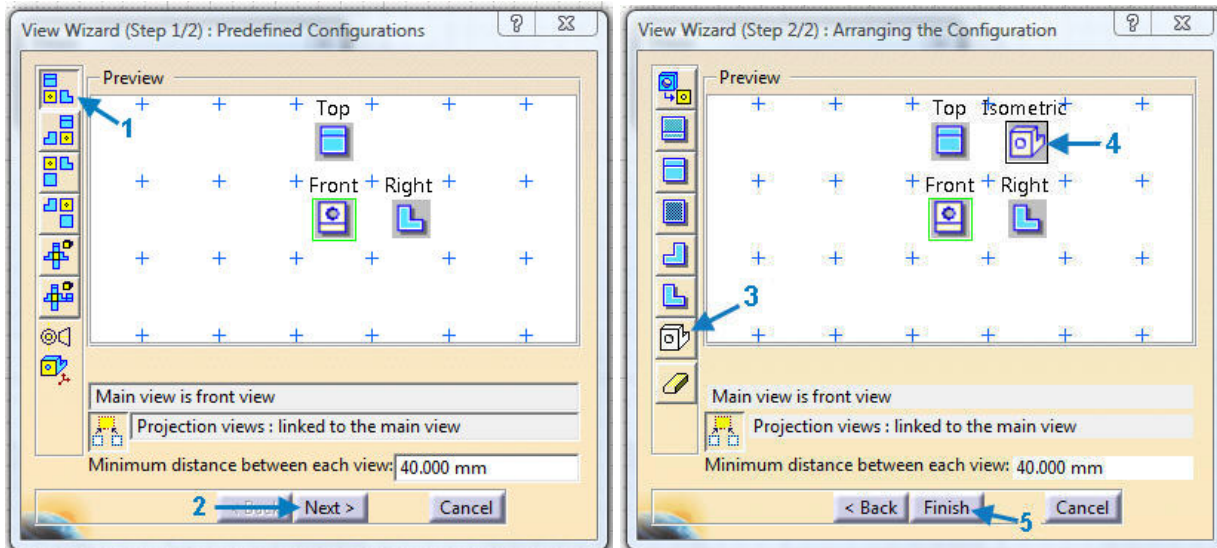 View Wizard (Step 1/2) : Predefined Configurations
Preview
Top
1
Front
Right
Main view is front view
Projection views : linked to the main view
Minimum distance between each view: 40.000 mm
2
Next >
Cancel
View Wizard (Step 2/2) : Arranging the Configuration
Preview
Top
Isometric
4
Front
Right
3
Main view is front view
Projection views : linked to the main view
Minimum distance between each view: 40.000 mm
< Back
Finish
5
Cancel